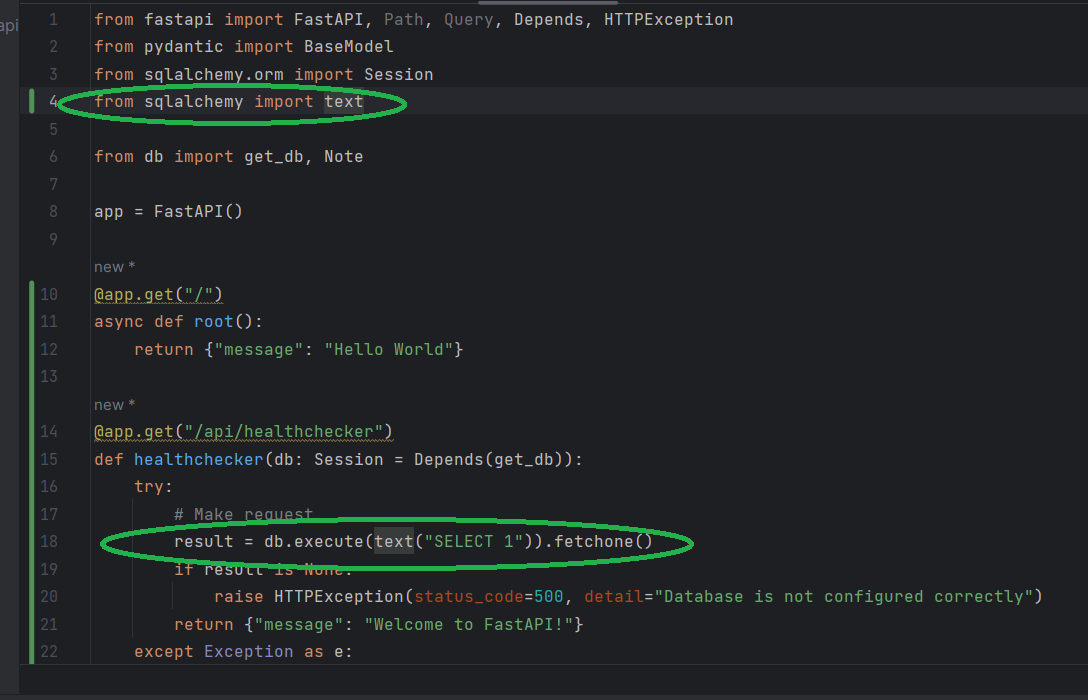 api
1 from fastapi import FastAPI, Path, Query, Depends, HTTPException
2 from pydantic import BaseModel
3 from sqlalchemy.orm import Session
4 from sqlalchemy import text
5
6 from db import get_db, Note
7
8 app = FastAPI()
9
new *
10 @app.get("/")
11 async def root():
12     return {"message": "Hello World"}
13
new *
14 @app.get("/api/healthchecker")
15 def healthchecker(db: Session = Depends(get_db)):
16     try:
17         # Make request
18         result = db.execute(text("SELECT 1")).fetchone()
19         if result is None:
20             raise HTTPException(status_code=500, detail="Database is not configured correctly")
21         return {"message": "Welcome to FastAPI!"}
22     except Exception as e: